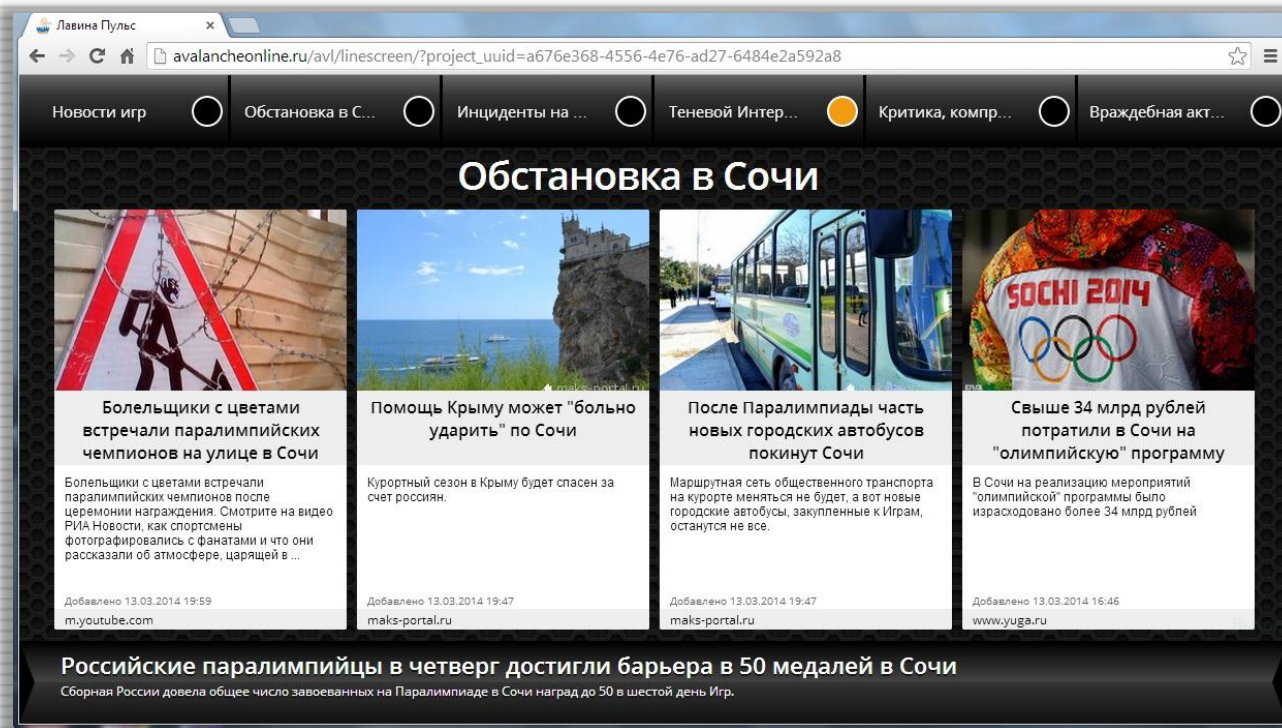 Лавина Пульс
avalancheonline.ru/avl/linescreen/?project_uuid=a676e368-4556-4e76-ad27-6484e2a592a8
Новости игр
Обстановка в С...
Инциденты на ...
Теневой Интер...
Критика, компр...
Враждебная акт...
Обстановка в Сочи
maks-portal.ru
SOCHI 2014
Болельщики с цветами
встречали паралимпийских
чемпионов на улице в Сочи
Болельщики с цветами встречали
паралимпийских чемпионов после
церемонии награждения. Смотрите на видео
РИА Новости, как спортсмены
фотографировались с фанатами и что они
рассказали об атмосфере, царящей в ...
Добавлено 13.03.2014 19:59
m.youtube.com
Помощь Крыму может "больно
ударить" по Сочи
Курортный сезон в Крыму будет спасен за
счет россиян.
Добавлено 13.03.2014 19:47
maks-portal.ru
После Паралимпиады часть
новых городских автобусов
покинут Сочи
Маршрутная сеть общественного транспорта
на курорте меняться не будет, а вот новые
городские автобусы, закупленные к Играм,
останутся не все.
Добавлено 13.03.2014 19:47
maks-portal.ru
Свыше 34 млрд рублей
потратили в Сочи на
"олимпийскую" программу
В Сочи на реализацию мероприятий
"олимпийской" программы было
израсходовано более 34 млрд рублей
Добавлено 13.03.2014 16:46
www.yuga.ru
Российские паралимпийцы в четверг достигли барьера в 50 медалей в Сочи
Сборная России довела общее число завоеванных на Паралимпиаде в Сочи наград до 50 в шестой день Игр.